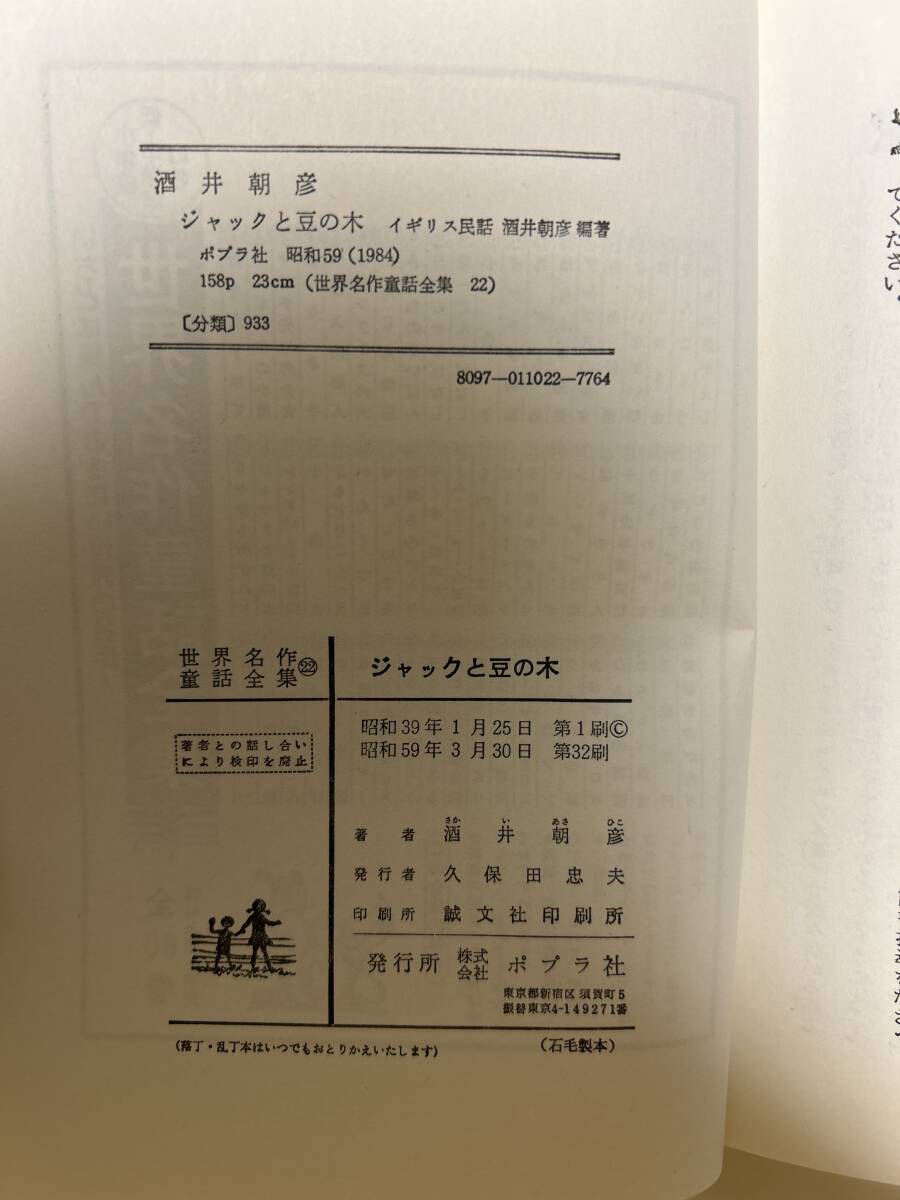 酒井朝彦
ジャックと豆の木　イギリス民話　酒井朝彦 編著
ポプラ社　昭和59 (1984)
158p　23cm (世界名作童話全集　22)
〔分類〕933
8097—011022—7764
世界名作
童話全集㉒
ジャックと豆の木
著者との話し合い
により検印を廃止
昭和39年1月25日　第1刷©
昭和59年3月30日　第32刷
著者　酒井朝彦
さかいあさひこ
発行者　久保田忠夫
印刷所　誠文社印刷所
発行所　株式会社　ポプラ社
東京都新宿区須賀町5
振替東京4-149271番
(落丁・乱丁本はいつでもおとりかえいたします)
(石毛製本)
てください。